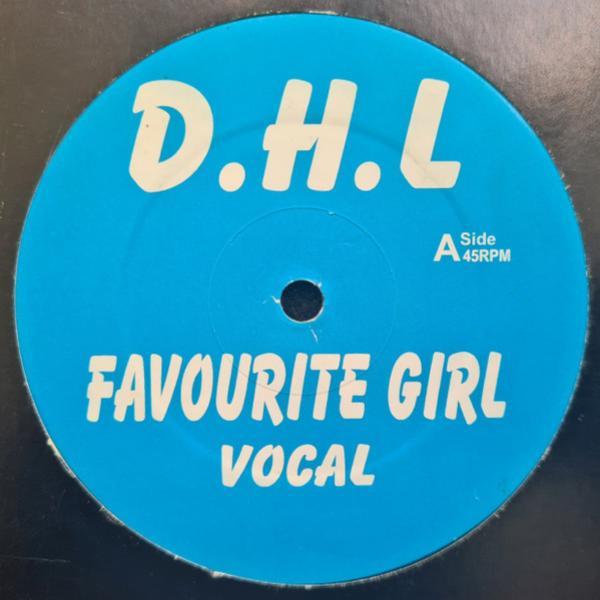 D.H.L
A Side
45RPM
FAVOURITE GIRL
VOCAL